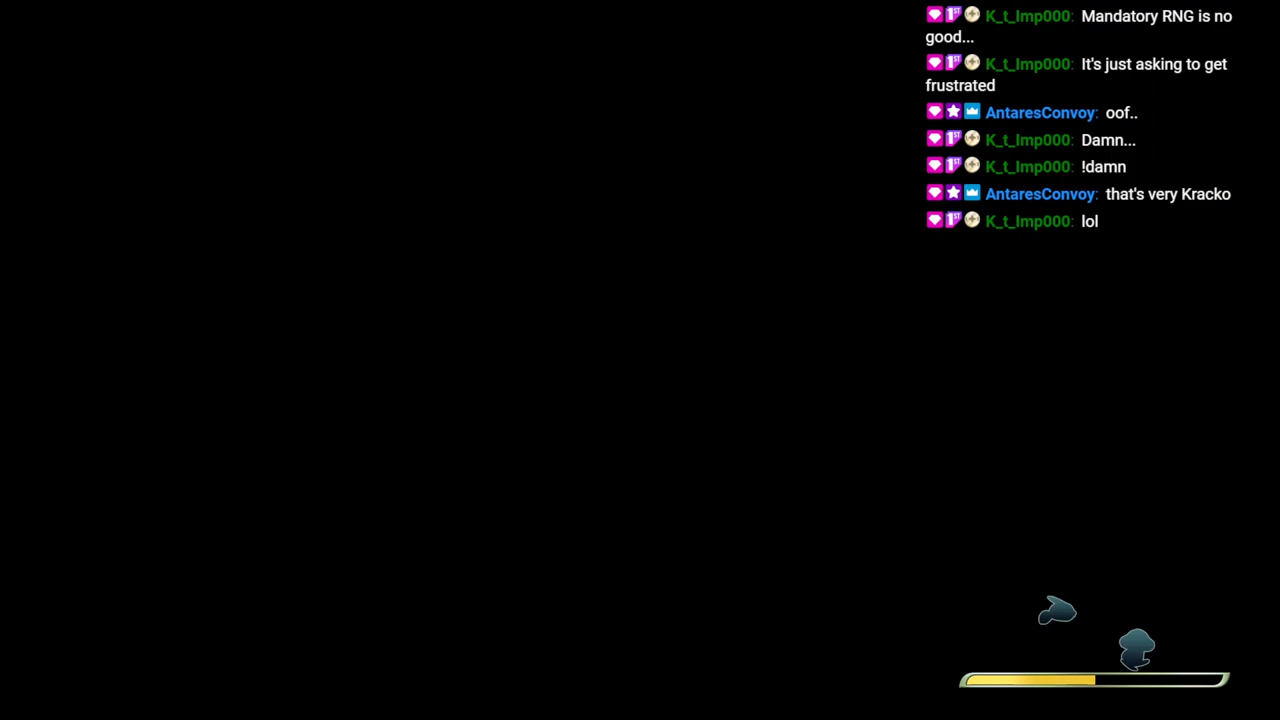 K_t_Imp000: Mandatory RNG is no
good...
K_t_Imp000: It's just asking to get
frustrated
AntaresConvoy: oof..
K_t_Imp000: Damn...
K_t_Imp000: !damn
AntaresConvoy: that's very Kracko
K_t_Imp000: lol